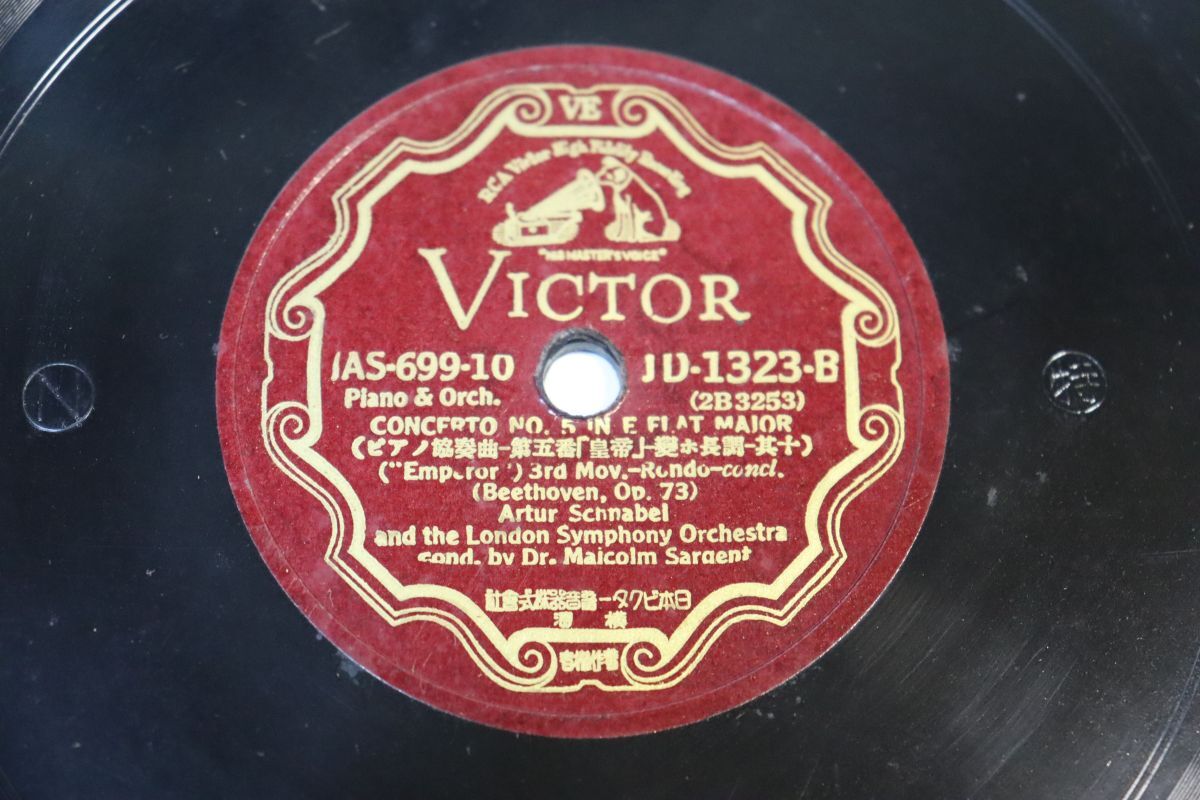 VE
RCA Victor High Fidelity Recording
"HIS MASTER'S VOICE"
VICTOR
JAS-699-10
JD-1323-B
Piano & Orch.
(2B3253)
CONCERTO NO. 5 IN E FLAT MAJOR
(ピアノ協奏曲-第五番「皇帝」-變ホ長調-其十)
("Emperor") 3rd Mov.-Rondo-concl.
(Beethoven, Op. 73)
Artur Schnabel
and the London Symphony Orchestra
cond. by Dr. Malcolm Sargent
社會式株器音蓄ータクビ本日
濱橫